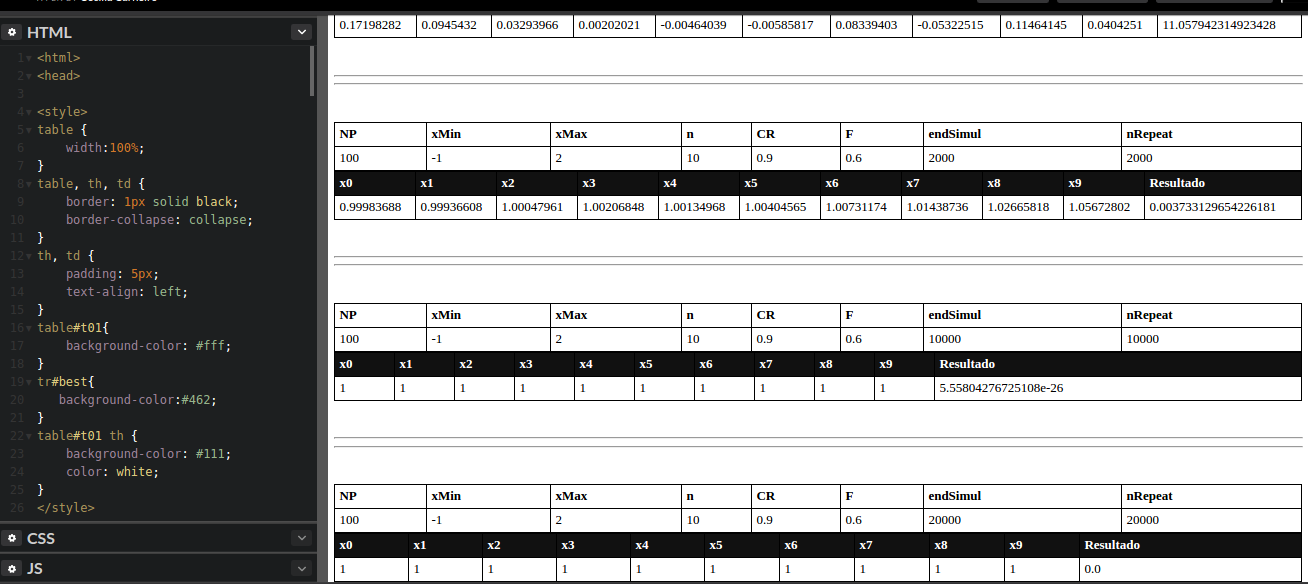 HTML
1 <html>
2 <head>
3
4 <style>
5 table {
6 width:100%;
7 }
8 table, th, td {
9 border: 1px solid black;
10 border-collapse: collapse;
11 }
12 th, td {
13 padding: 5px;
14 text-align: left;
15 }
16 table#t01{
17 background-color: #fff;
18 }
19 tr#best{
20 background-color:#462;
21 }
22 table#t01 th {
23 background-color: #111;
24 color: white;
25 }
26 </style>
CSS
JS
0.17198282 0.0945432 0.03293966 0.00202021 -0.00464039 -0.00585817 0.08339403 -0.05322515 0.11464145 0.0404251 11.057942314923428
NP xMin xMax n CR F endSimul nRepeat
100 -1 2 10 0.9 0.6 2000 2000
x0 x1 x2 x3 x4 x5 x6 x7 x8 x9 Resultado
0.99983688 0.99936608 1.00047961 1.00206848 1.00134968 1.00404565 1.00731174 1.01438736 1.02665818 1.05672802 0.003733129654226181
NP xMin xMax n CR F endSimul nRepeat
100 -1 2 10 0.9 0.6 10000 10000
x0 x1 x2 x3 x4 x5 x6 x7 x8 x9 Resultado
1 1 1 1 1 1 1 1 1 1 5.55804276725108e-26
NP xMin xMax n CR F endSimul nRepeat
100 -1 2 10 0.9 0.6 20000 20000
x0 x1 x2 x3 x4 x5 x6 x7 x8 x9 Resultado
1 1 1 1 1 1 1 1 1 1 0.0